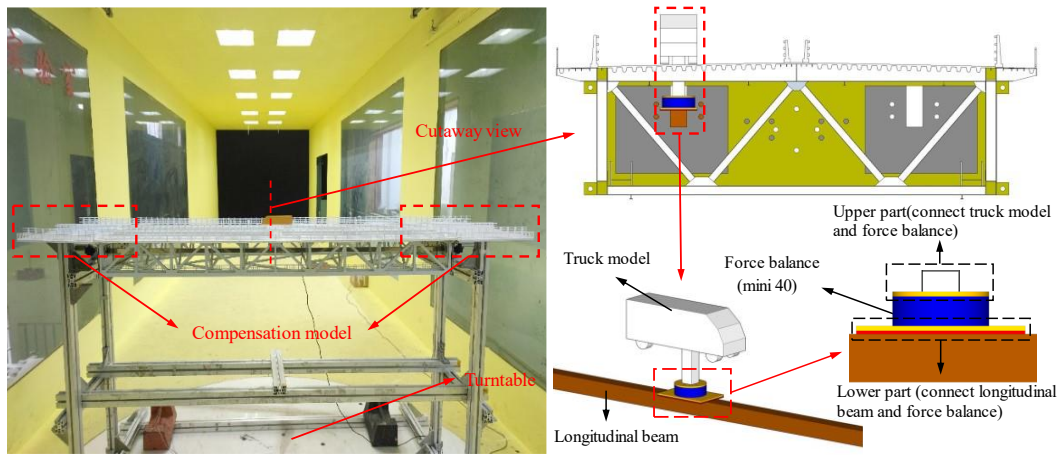 Cutaway view
Compensation model
Turntable
Truck model
Force balance
(mini 40)
Longitudinal beam
Upper part(connect truck model
and force balance)
Lower part (connect longitudinal
beam and force balance)